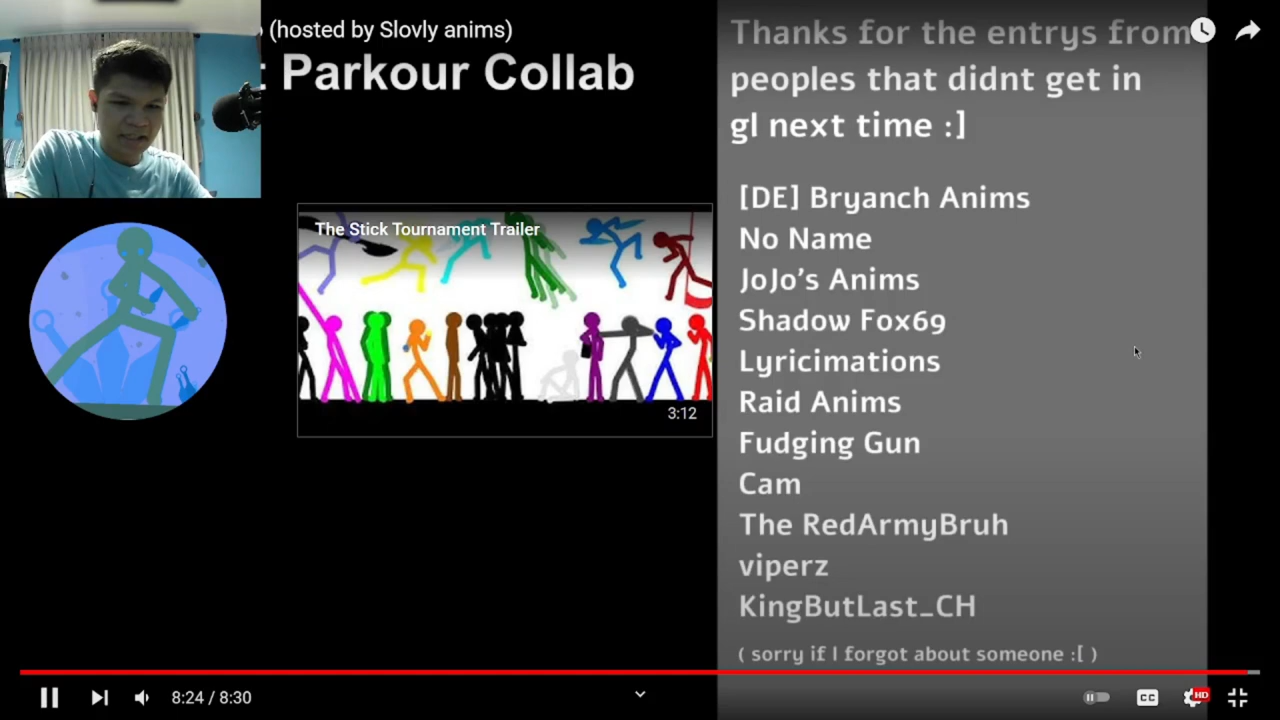 (hosted by Slovly anims)
: Parkour Collab
The Stick Tournament Trailer
3:12
Thanks for the entrys from
peoples that didnt get in
gl next time :]
[DE] Bryanch Anims
No Name
JoJo's Anims
Shadow Fox69
Lyricimations
Raid Anims
Fudging Gun
Cam
The RedArmyBruh
viperz
KingButLast_CH
( sorry if I forgot about someone :[ )
8:24 / 8:30
CC
HD